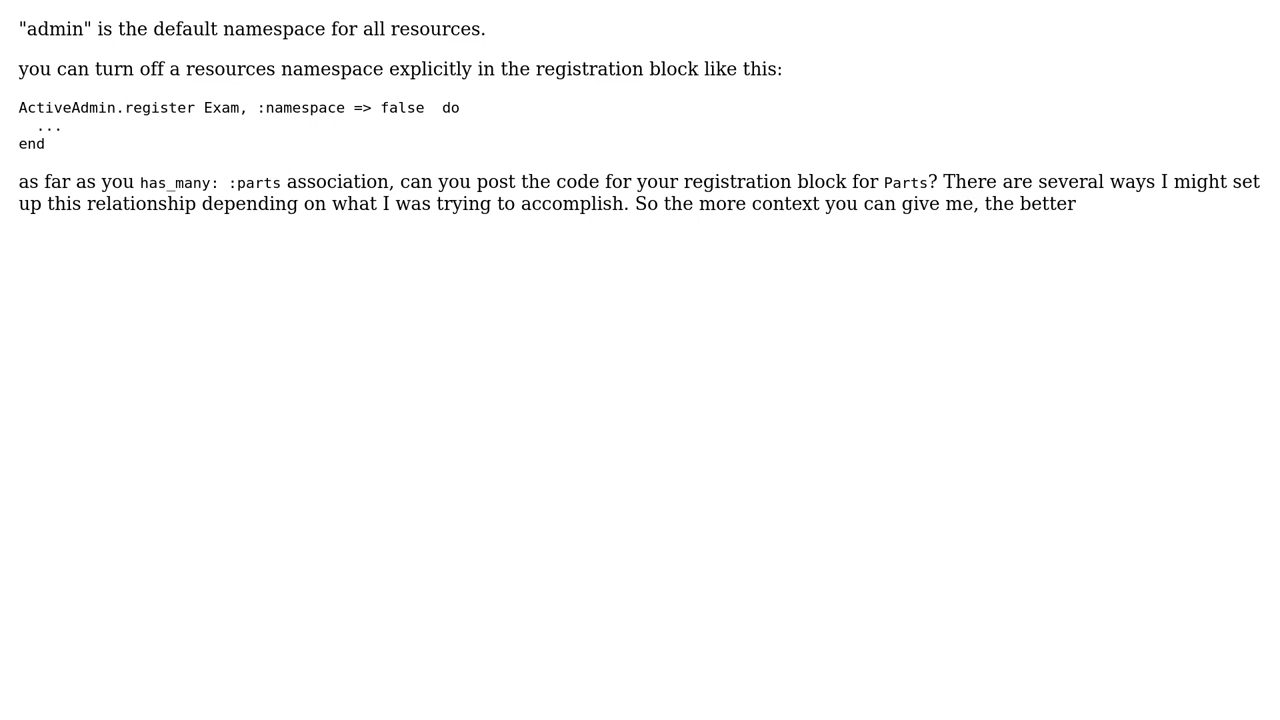 "admin" is the default namespace for all resources.
you can turn off a resources namespace explicitly in the registration block like this:
ActiveAdmin.register Exam, :namespace => false  do
  ...
end
as far as you has_many: :parts association, can you post the code for your registration block for Parts? There are several ways I might set
up this relationship depending on what I was trying to accomplish. So the more context you can give me, the better